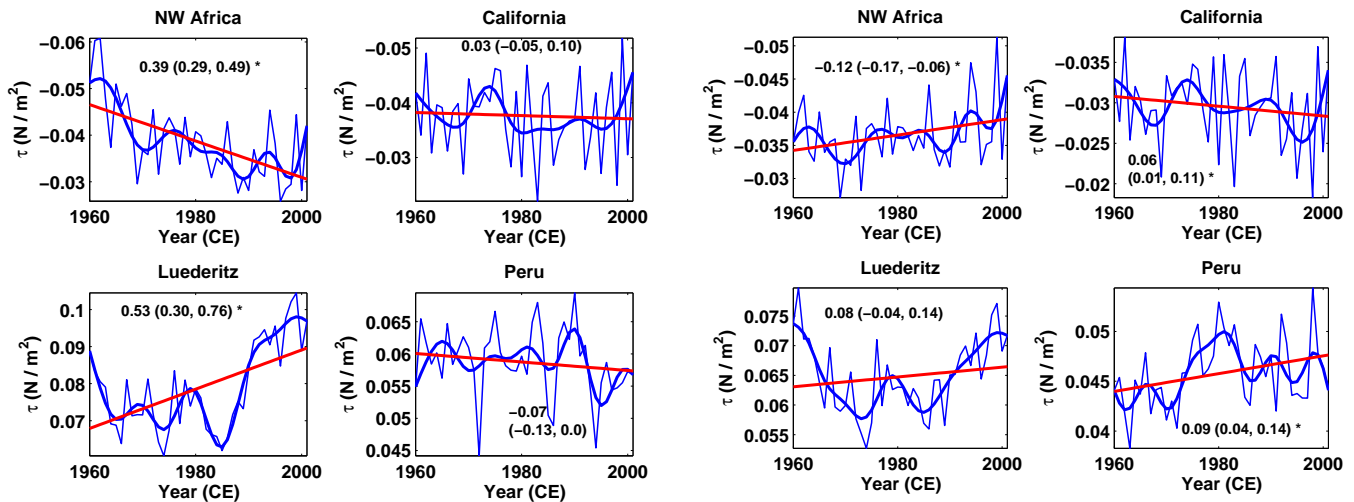 NW Africa
τ (N / m²)
−0.06
−0.05
−0.04
−0.03
0.39 (0.29, 0.49) *
1960 1980 2000
Year (CE)
California
τ (N / m²)
−0.05
−0.04
−0.03
0.03 (−0.05, 0.10)
1960 1980 2000
Year (CE)
NW Africa
τ (N / m²)
−0.05
−0.045
−0.04
−0.035
−0.03
−0.12 (−0.17, −0.06) *
1960 1980 2000
Year (CE)
California
τ (N / m²)
−0.035
−0.03
−0.025
−0.02
0.06
(0.01, 0.11) *
1960 1980 2000
Year (CE)
Luederitz
τ (N / m²)
0.1
0.09
0.08
0.07
0.53 (0.30, 0.76) *
1960 1980 2000
Year (CE)
Peru
τ (N / m²)
0.065
0.06
0.055
0.05
0.045
−0.07
(−0.13, 0.0)
1960 1980 2000
Year (CE)
Luederitz
τ (N / m²)
0.075
0.07
0.065
0.06
0.055
0.08 (−0.04, 0.14)
1960 1980 2000
Year (CE)
Peru
τ (N / m²)
0.05
0.045
0.04
0.09 (0.04, 0.14) *
1960 1980 2000
Year (CE)